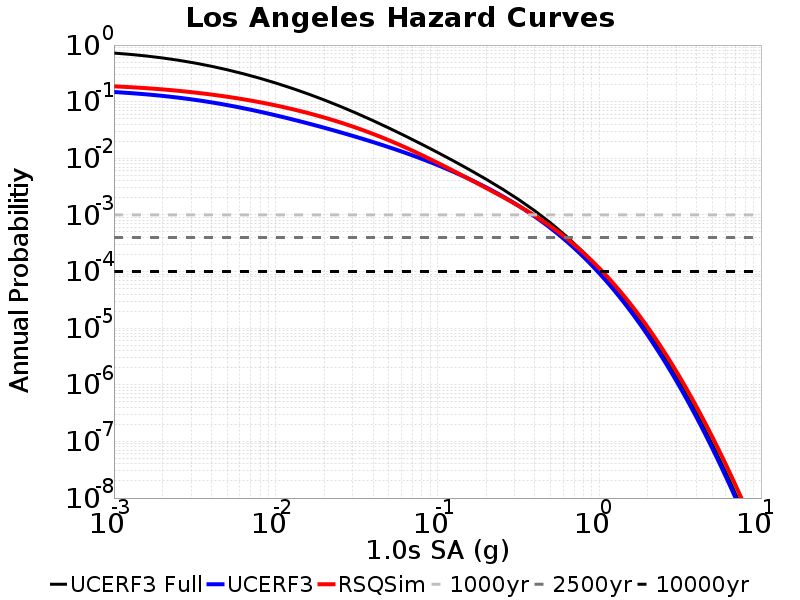 Los Angeles Hazard Curves
10^0
10^-1
10^-2
10^-3
10^-4
10^-5
10^-6
10^-7
10^-8
Annual Probabilitiy
10^-3 10^-2 10^-1 10^0 10^1
1.0s SA (g)
UCERF3 Full UCERF3 RSQSim 1000yr 2500yr 10000yr